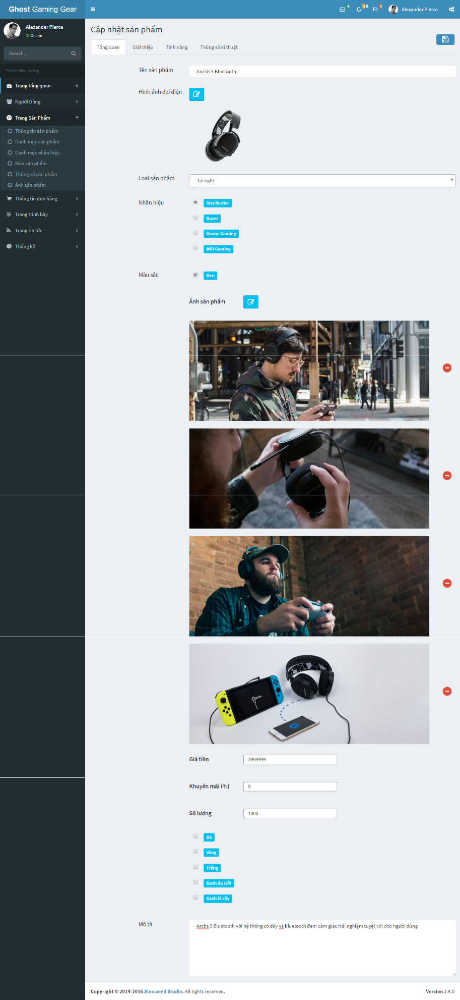 Ghost Gaming Gear
4
10
9
Alexander Pierce
Alexander Pierce
Online
Search...
Thanh điều hướng
Trang tổng quan
Người Dùng
Trang Sản Phẩm
Thông tin sản phẩm
Danh mục sản phẩm
Danh mục nhãn hiệu
Màu sản phẩm
Thông số sản phẩm
Ảnh sản phẩm
Thông tin đơn hàng
Trang trình bày
Trang tin tức
Thống kê
Cập nhật sản phẩm
Tổng quan
Giới thiệu
Tính năng
Thông số kĩ thuật
Tên sản phẩm
Arictis 3 Bluetooth
Hình ảnh đại diện
Loại sản phẩm
Tai nghe
Nhãn hiệu
SteelSeries
Razer
Ozone Gaming
MSI Gaming
Màu sắc
Đen
Ảnh sản phẩm
Giá tiền
2999999
Khuyến mãi (%)
5
Số lượng
1000
Đỏ
Vàng
Trắng
Xanh da trời
Xanh lá cây
Mô tả
Arctis 3 Bluetooth với hệ thống có dây và bluetooth đem cảm giác trải nghiệm tuyệt vời cho người dùng
Copyright © 2014-2016 Almsaeed Studio. All rights reserved.
Version 2.4.0